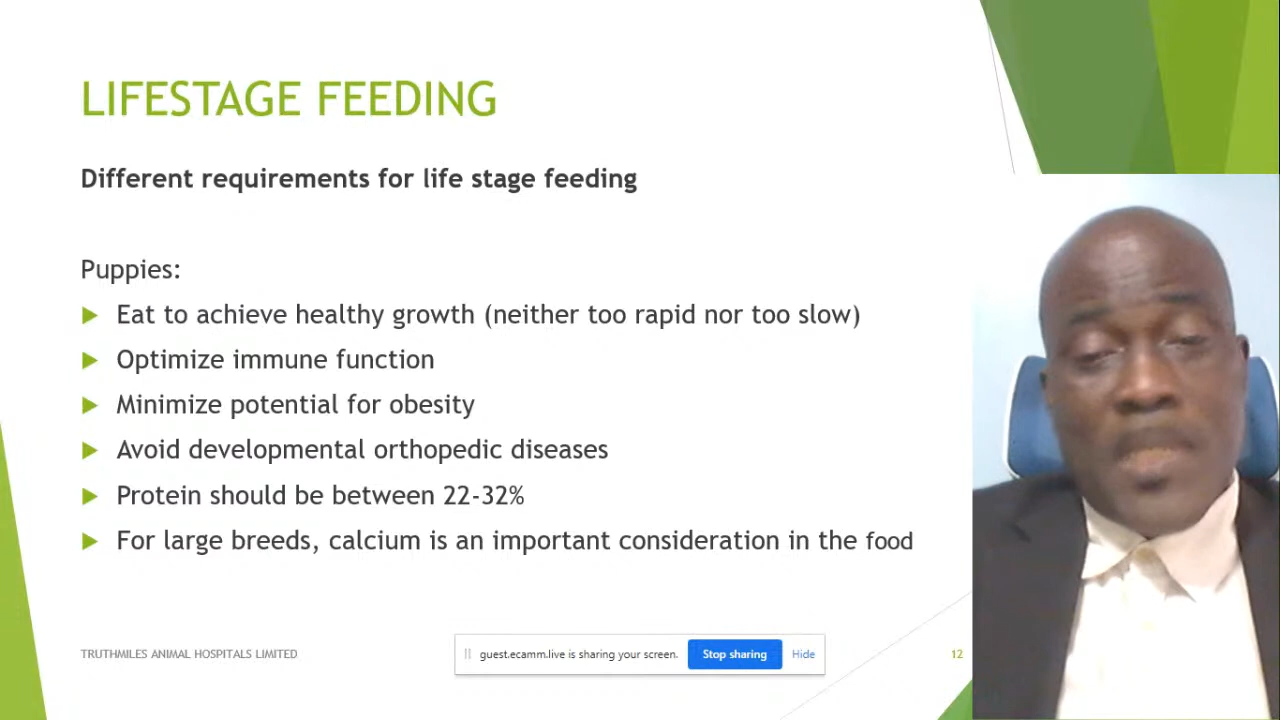 LIFESTAGE FEEDING
Different requirements for life stage feeding
Puppies:
Eat to achieve healthy growth (neither too rapid nor too slow)
Optimize immune function
Minimize potential for obesity
Avoid developmental orthopedic diseases
Protein should be between 22-32%
For large breeds, calcium is an important consideration in the food
TRUTHMILES ANIMAL HOSPITALS LIMITED
guest.ecamm.live is sharing your screen.
Stop sharing
Hide
12